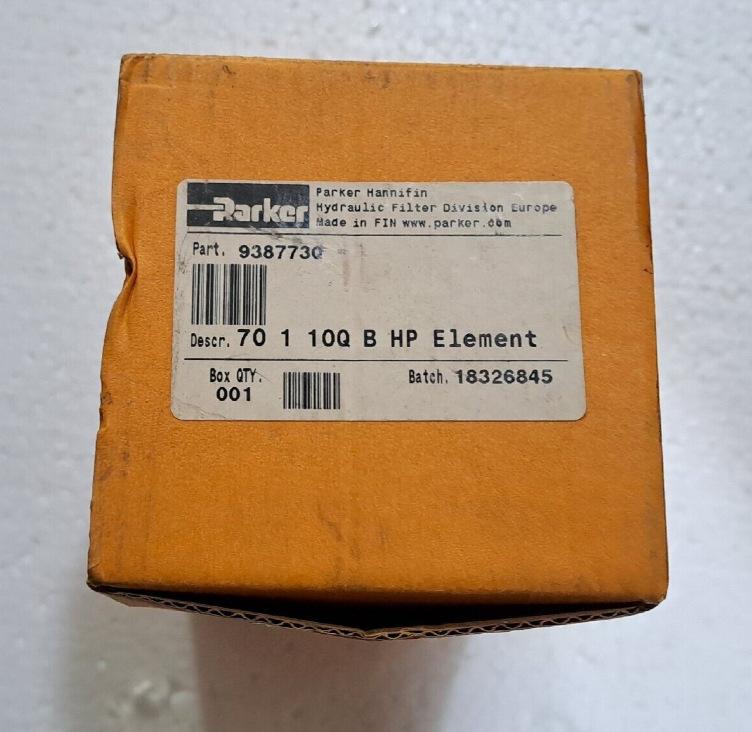 Parker
Parker Hannifin
Hydraulic Filter Division Europe
Made in FIN www.parker.com
Part. 937773Q
Descr. 70 1 10Q B HP Element
Box QTY. Batch. 18326845
001